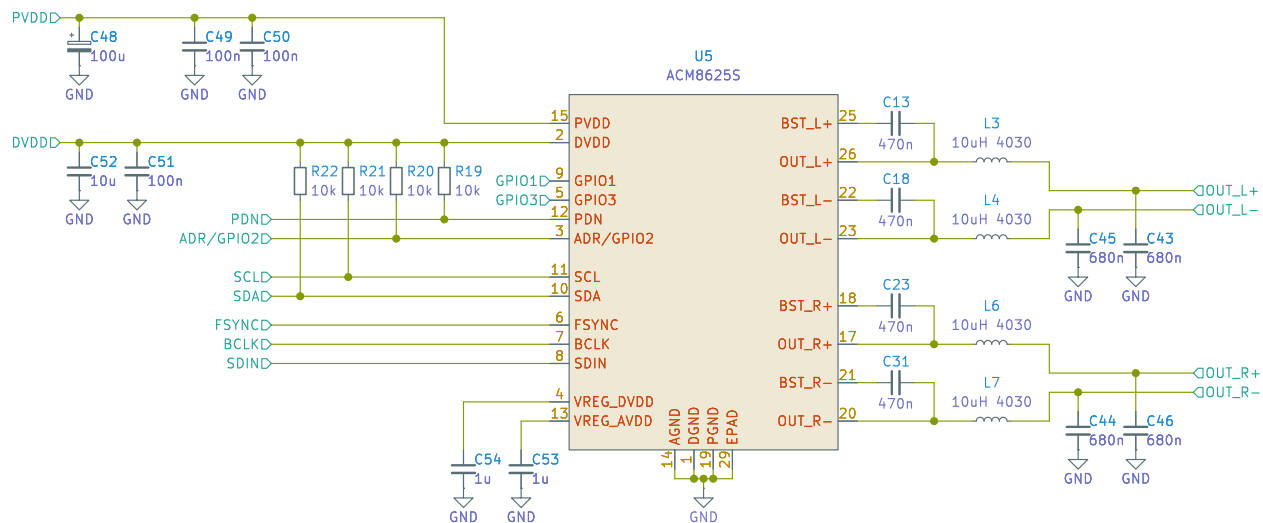 PVDD
C48
100u
GND
C49
100n
GND
C50
100n
GND
U5
ACM8625S
DVDD
C52
10u
GND
C51
100n
GND
R22
10k
R21
10k
R20
10k
R19
10k
GPIO1
GPIO3
PDN
ADR/GPIO2
SCL
SDA
FSYNC
BCLK
SDIN
15 PVDD
2 DVDD
9 GPIO1
5 GPIO3
12 PDN
3 ADR/GPIO2
11 SCL
10 SDA
6 FSYNC
7 BCLK
8 SDIN
4 VREG_DVDD
13 VREG_AVDD
C54
1u
GND
C53
1u
GND
AGND 14
DGND 1
PGND 19
EPAD 29
GND
BST_L+ 25
OUT_L+ 26
BST_L- 22
OUT_L- 23
BST_R+ 18
OUT_R+ 17
BST_R- 21
OUT_R- 20
C13
470n
L3
10uH 4030
C18
470n
L4
10uH 4030
OUT_L+
OUT_L-
C45
680n
GND
C43
680n
GND
C23
470n
L6
10uH 4030
C31
470n
L7
10uH 4030
OUT_R+
OUT_R-
C44
680n
GND
C46
680n
GND